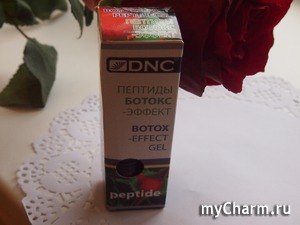 DNC
ПЕПТИДЫ
БОТОКС
-ЭФФЕКТ
BOTOX
-EFFECT
GEL
peptide
myCharm.ru